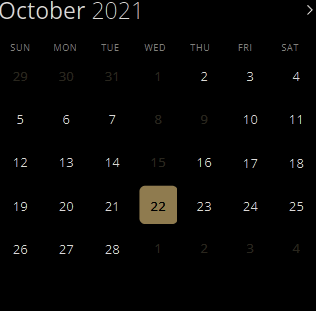 October 2021
SUN MON TUE WED THU FRI SAT
29 30 31 1 2 3 4
5 6 7 8 9 10 11
12 13 14 15 16 17 18
19 20 21 22 23 24 25
26 27 28 1 2 3 4